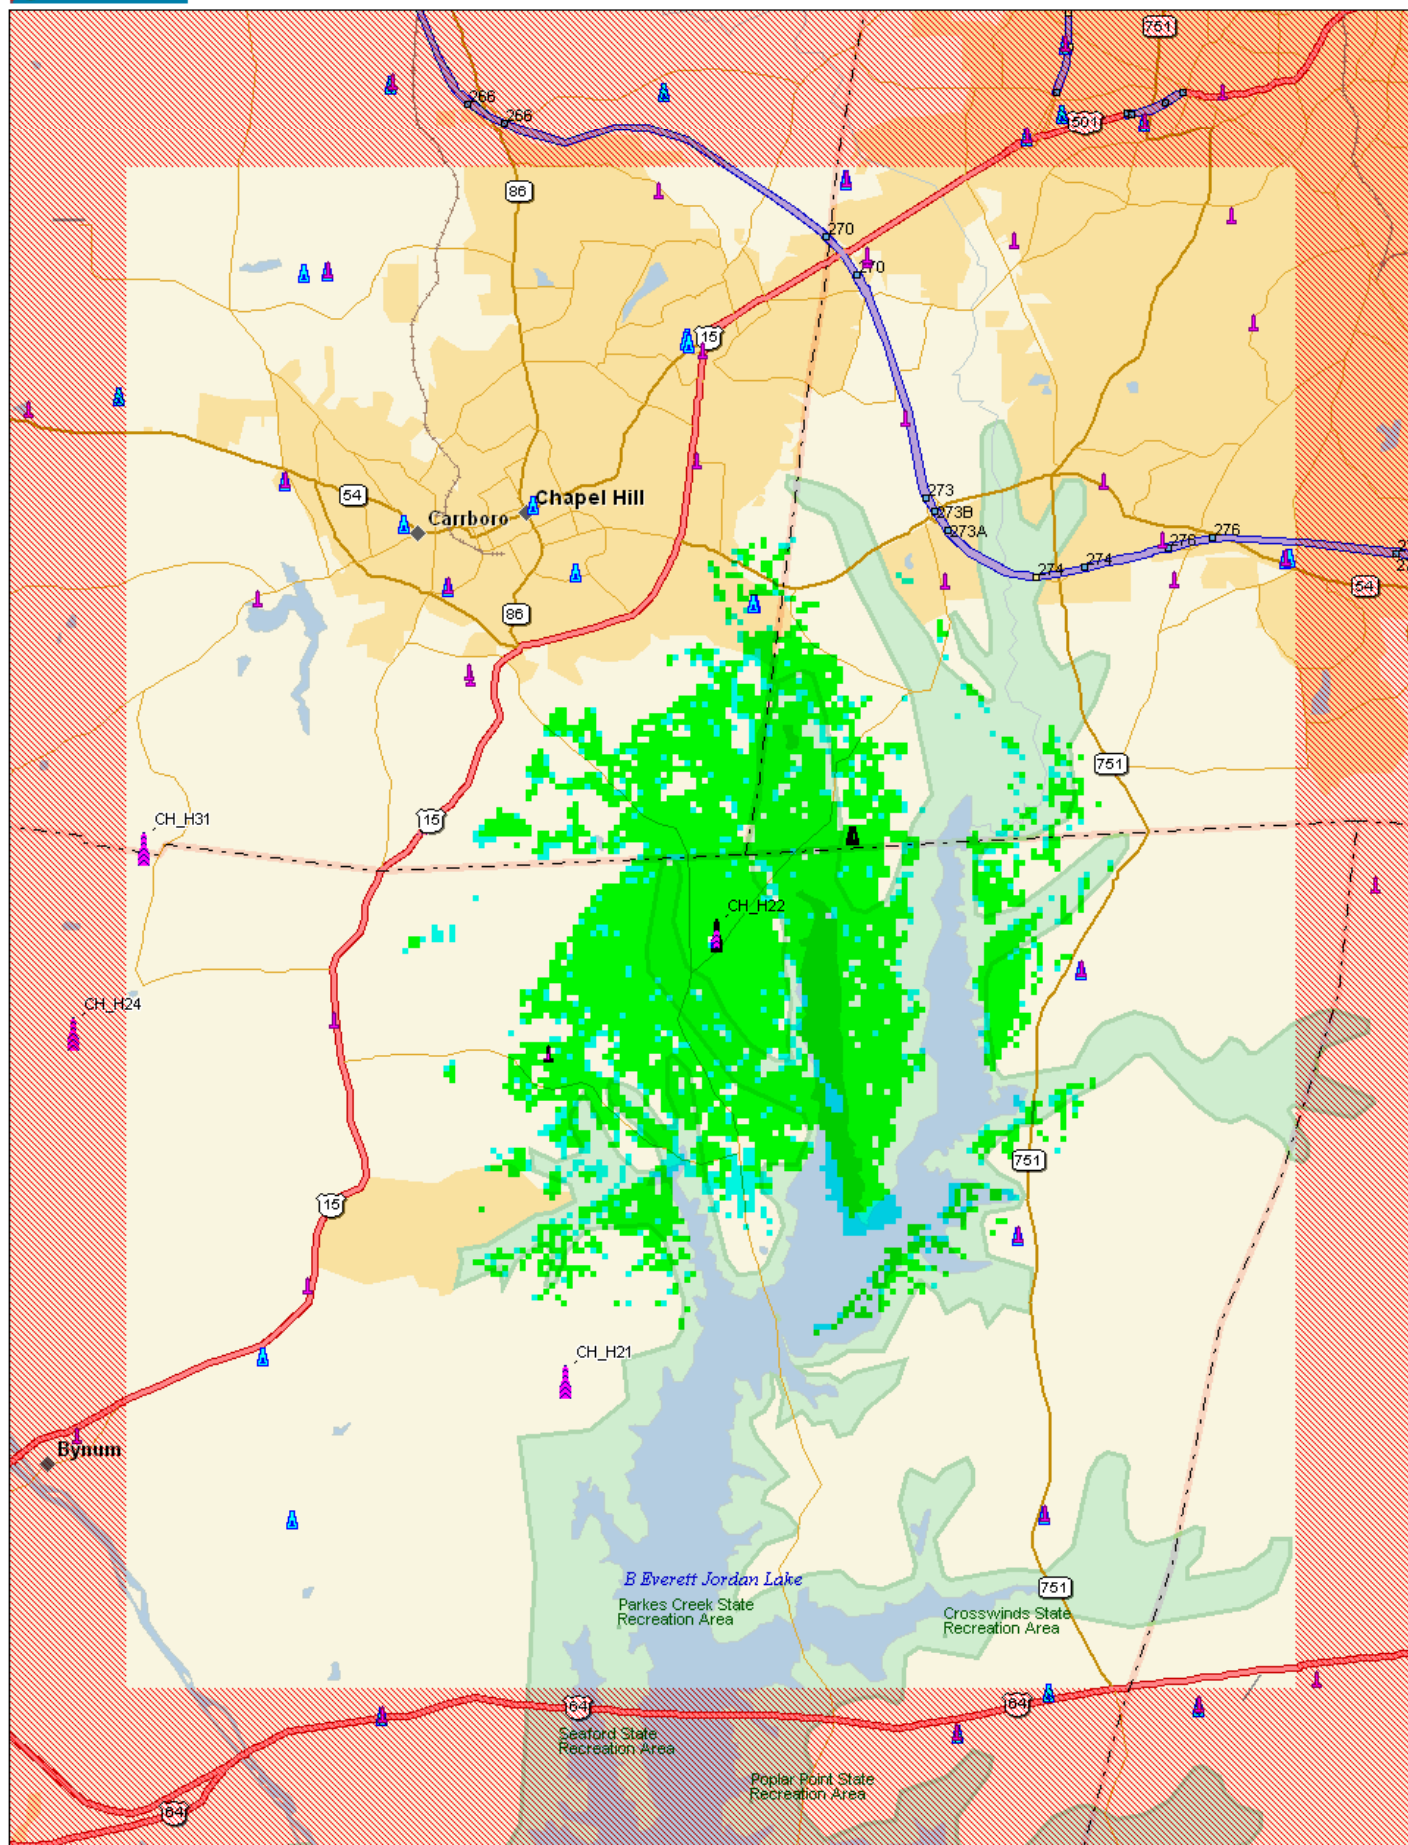 751
266
266
501
86
270
270
15
54
Chapel Hill
Carrboro
273
273B
273A
276
276
274
274
54
86
751
CH_H31
15
CH_H22
CH_H24
751
15
CH_H21
Bynum
B Everett Jordan Lake
Parkes Creek State
Recreation Area
751
Crosswinds State
Recreation Area
64
64
Seaford State
Recreation Area
Poplar Point State
Recreation Area
64